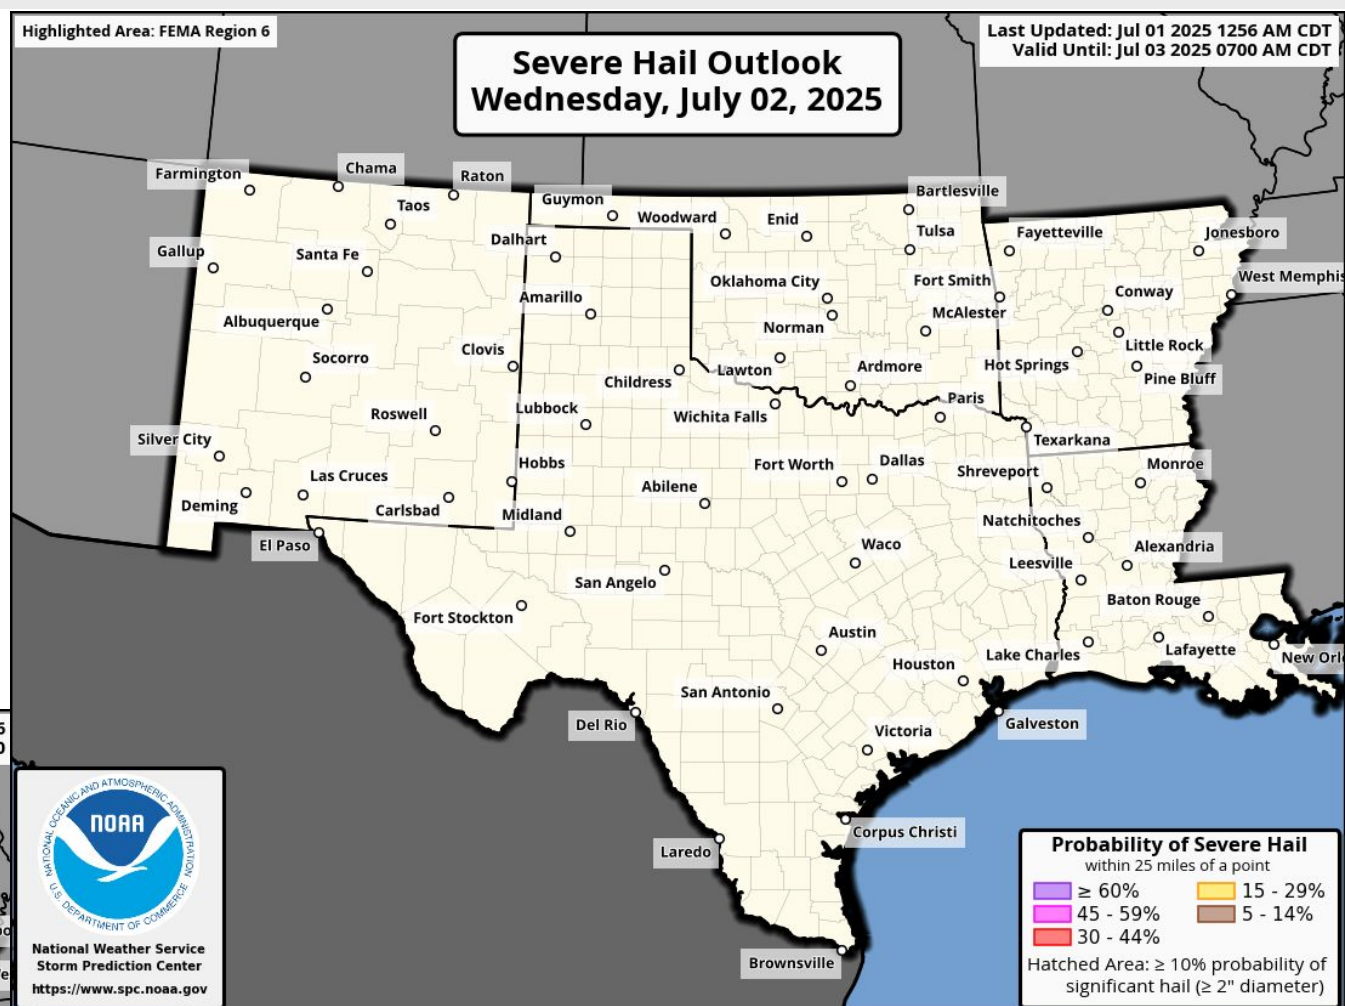 Highlighted Area: FEMA Region 6
Last Updated: Jul 01 2025 1256 AM CDT
Valid Until: Jul 03 2025 0700 AM CDT
Severe Hail Outlook
Wednesday, July 02, 2025
Farmington
Chama
Raton
Guymon
Bartlesville
Taos
Woodward
Enid
Tulsa
Fayetteville
Jonesboro
Gallup
Santa Fe
Dalhart
Oklahoma City
Fort Smith
West Memphis
Albuquerque
Amarillo
Norman
McAlester
Conway
Socorro
Clovis
Childress
Lawton
Ardmore
Hot Springs
Little Rock
Pine Bluff
Roswell
Lubbock
Wichita Falls
Paris
Silver City
Texarkana
Las Cruces
Hobbs
Abilene
Fort Worth
Dallas
Shreveport
Monroe
Deming
Carlsbad
Midland
Natchitoches
El Paso
San Angelo
Waco
Leesville
Alexandria
Fort Stockton
Baton Rouge
Austin
Houston
Lake Charles
Lafayette
New Orl
Del Rio
San Antonio
Victoria
Galveston
Laredo
Corpus Christi
Brownsville
NATIONAL OCEANIC AND ATMOSPHERIC ADMINISTRATION
NOAA
U.S. DEPARTMENT OF COMMERCE
National Weather Service
Storm Prediction Center
https://www.spc.noaa.gov
Probability of Severe Hail
within 25 miles of a point
≥ 60%
15 - 29%
45 - 59%
5 - 14%
30 - 44%
Hatched Area: ≥ 10% probability of
significant hail (≥ 2" diameter)